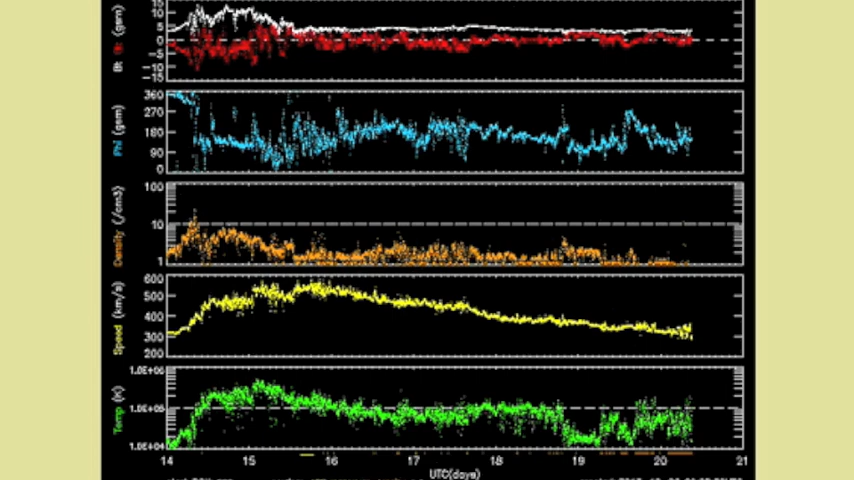 15
10
5
0
-5
-10
-15
Bt Bz (gsm)
360
270
180
90
0
Phi (gsm)
100
10
1
Density (/cm3)
600
500
400
300
200
Speed (km/s)
1.0E+06
1.0E+05
1.0E+04
Temp (K)
14 15 16 17 18 19 20 21
UTC(days)